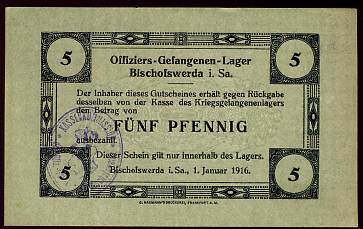 5 5
Offiziers-Gefangenen-Lager
Bischofswerda i. Sa.
Der Inhaber dieses Gutscheines erhält gegen Rückgabe
desselben von der Kasse des Kriegsgefangenenlagers
den Betrag von
FÜNF PFENNIG
ausbezahlt.
Dieser Schein gilt nur innerhalb des Lagers.
5 5
Bischofswerda i. Sa., 1. Januar 1916.